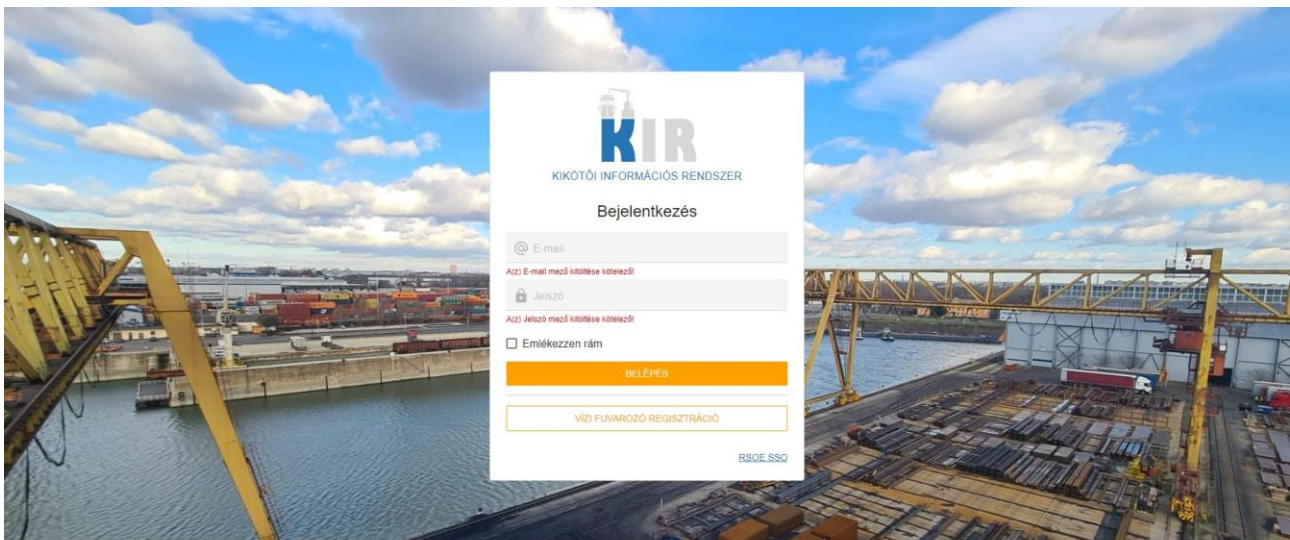 KIR
KIKÖTŐI INFORMÁCIÓS RENDSZER
Bejelentkezés
E-mail
A(z) E-mail mező kitöltése kötelező!
Jelszó
A(z) Jelszó mező kitöltése kötelező!
Emlékezzen rám
BELÉPÉS
VÍZI FUVAROZÓ REGISZTRÁCIÓ
RSOE SSO